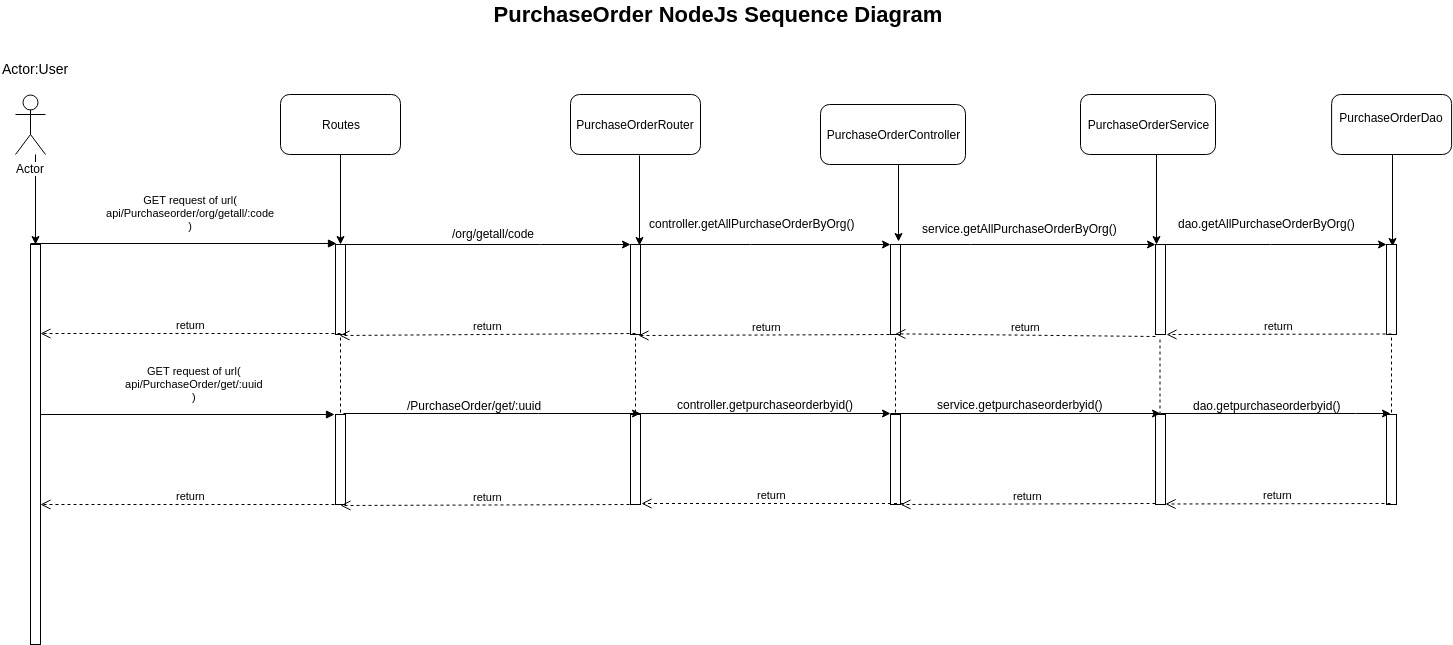 PurchaseOrder NodeJs Sequence Diagram
Actor:User
Actor
Routes
PurchaseOrderRouter
PurchaseOrderController
PurchaseOrderService
PurchaseOrderDao
GET request of url(
api/Purchaseorder/org/getall/:code
)
/org/getall/code
controller.getAllPurchaseOrderByOrg()
service.getAllPurchaseOrderByOrg()
dao.getAllPurchaseOrderByOrg()
return
return
return
return
return
GET request of url(
api/PurchaseOrder/get/:uuid
)
/PurchaseOrder/get/:uuid
controller.getpurchaseorderbyid()
service.getpurchaseorderbyid()
dao.getpurchaseorderbyid()
return
return
return
return
return